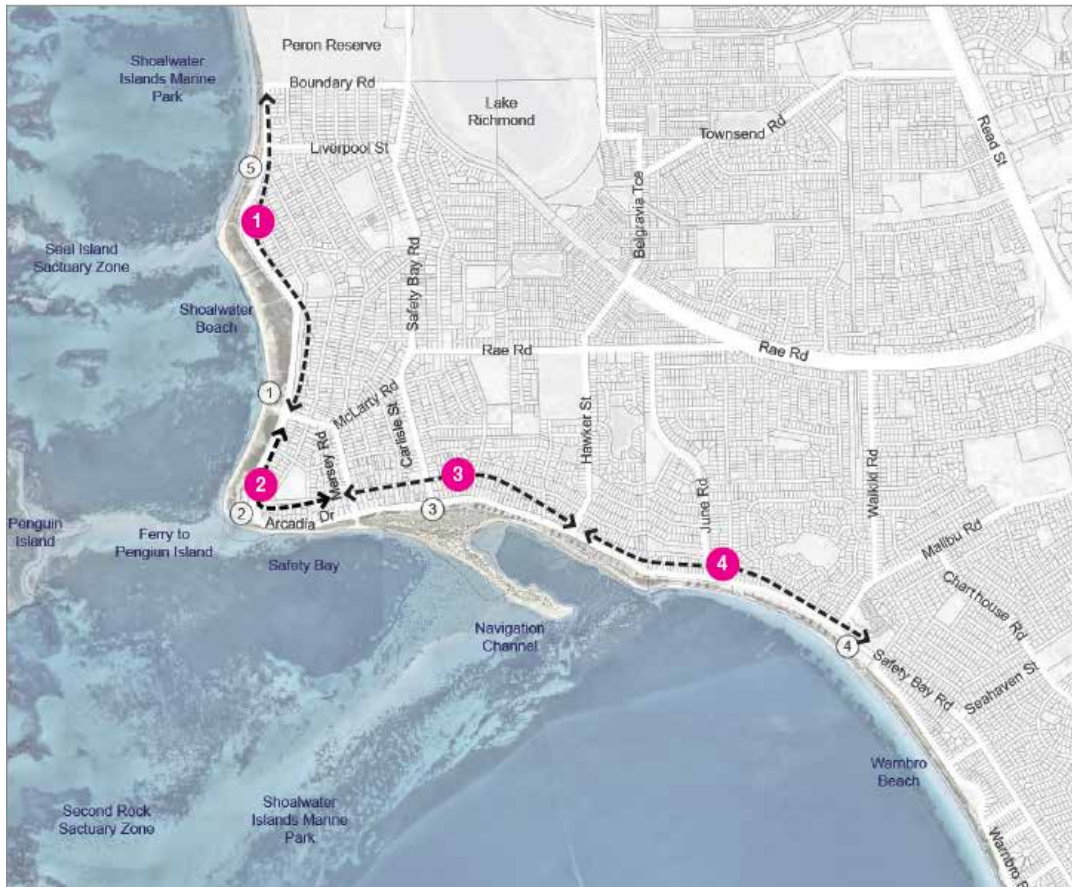 Shoalwater
Islands Marine
Park
Peron Reserve
Boundary Rd
Lake
Richmond
Townsend Rd
Read St
Liverpool St
5
1
Belgravia Tce
Safety Bay Rd
Seal Island
Sactuary Zone
Shoalwater
Beach
Rae Rd
Rae Rd
1
McLarty Rd
Carlisle St
Mersey Rd
Hawker St
Waikiki Rd
2
3
June Rd
2
Arcadia Dr
3
Penguin
Island
Ferry to
Pengiun Island
Safety Bay
4
Malibu Rd
Charthouse Rd
Navigation
Channel
4
Safety Bay Rd
Seahaven St
Warnbro
Beach
Second Rock
Sactuary Zone
Shoalwater
Islands Marine
Park
Warnbro